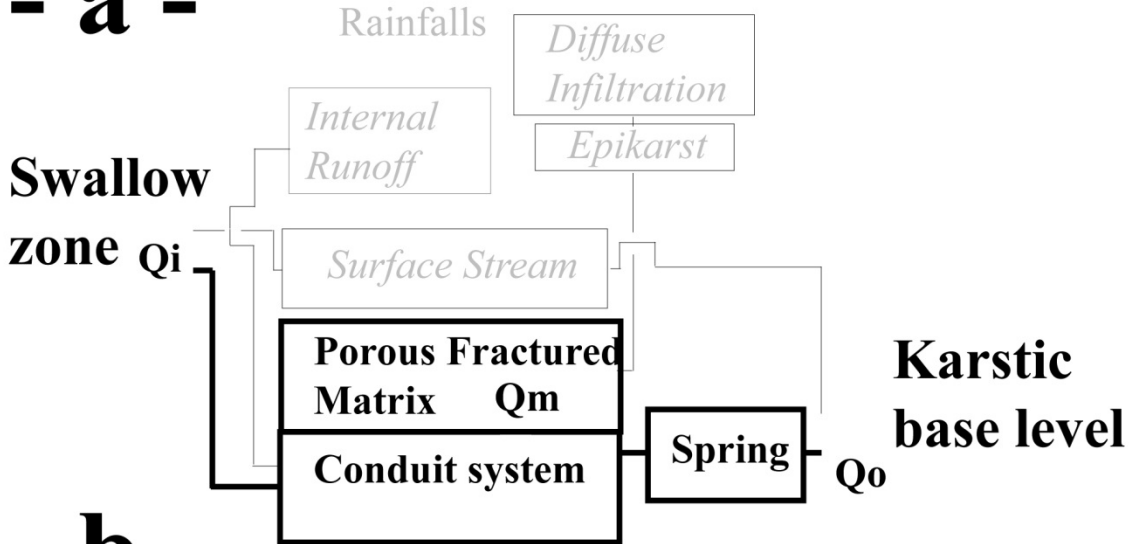 - a -
Rainfalls
Diffuse
Infiltration
Internal
Runoff
Epikarst
Swallow
zone Qi
Surface Stream
Porous Fractured
Matrix Qm
Karstic
base level
Conduit system
Spring
Qo
b